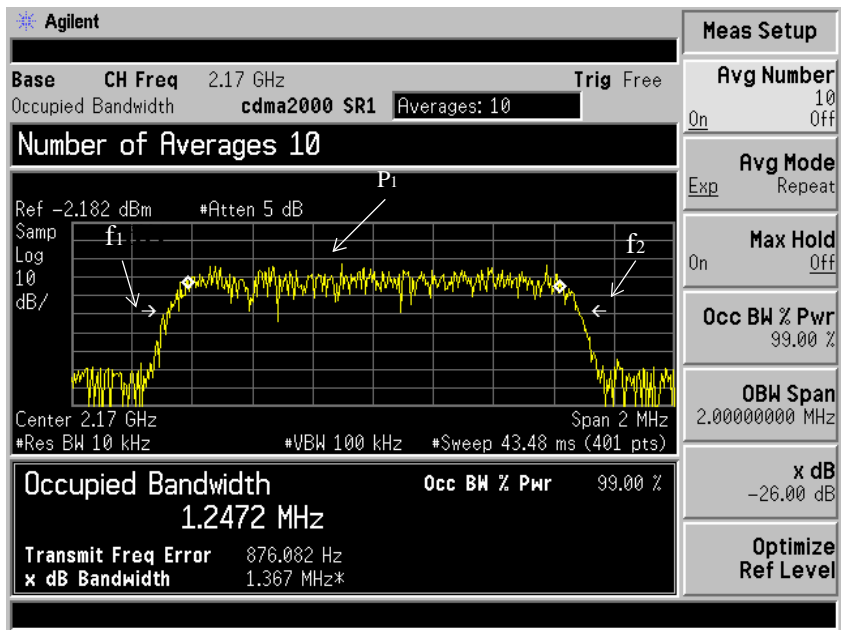 Agilent
Base CH Freq 2.17 GHz Trig Free
Occupied Bandwidth cdma2000 SR1 Averages: 10
Number of Averages 10
P1
Ref -2.182 dBm #Atten 5 dB
Samp
Log
10
dB/
f1
f2
Center 2.17 GHz Span 2 MHz
#Res BW 10 kHz #VBW 100 kHz #Sweep 43.48 ms (401 pts)
Occupied Bandwidth Occ BW % Pwr 99.00 %
1.2472 MHz
Transmit Freq Error 876.082 Hz
x dB Bandwidth 1.367 MHz*
Meas Setup
Avg Number
10
On Off
Avg Mode
Exp Repeat
Max Hold
On Off
Occ BW % Pwr
99.00 %
OBW Span
2.00000000 MHz
x dB
-26.00 dB
Optimize
Ref Level